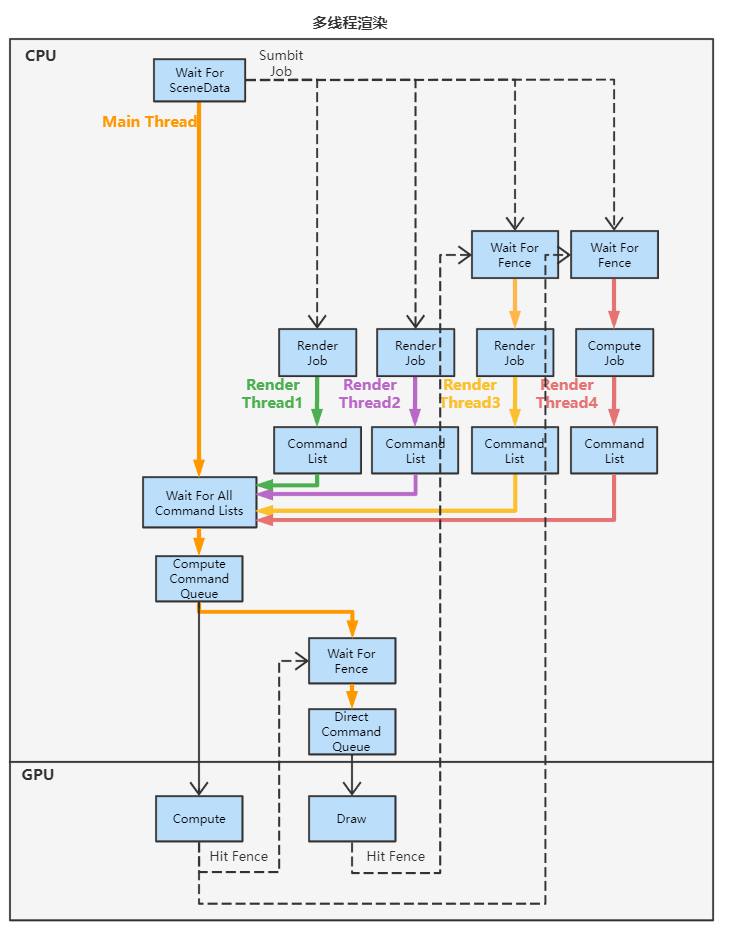 多线程渲染
CPU
Sumbit
Job
Wait For
SceneData
Main Thread
Wait For
Fence
Wait For
Fence
Render
Job
Render
Job
Render
Job
Compute
Job
Render
Thread1
Render
Thread2
Render
Thread3
Render
Thread4
Command
List
Command
List
Command
List
Command
List
Wait For All
Command Lists
Compute
Command
Queue
Wait For
Fence
Direct
Command
Queue
GPU
Compute
Draw
Hit Fence
Hit Fence